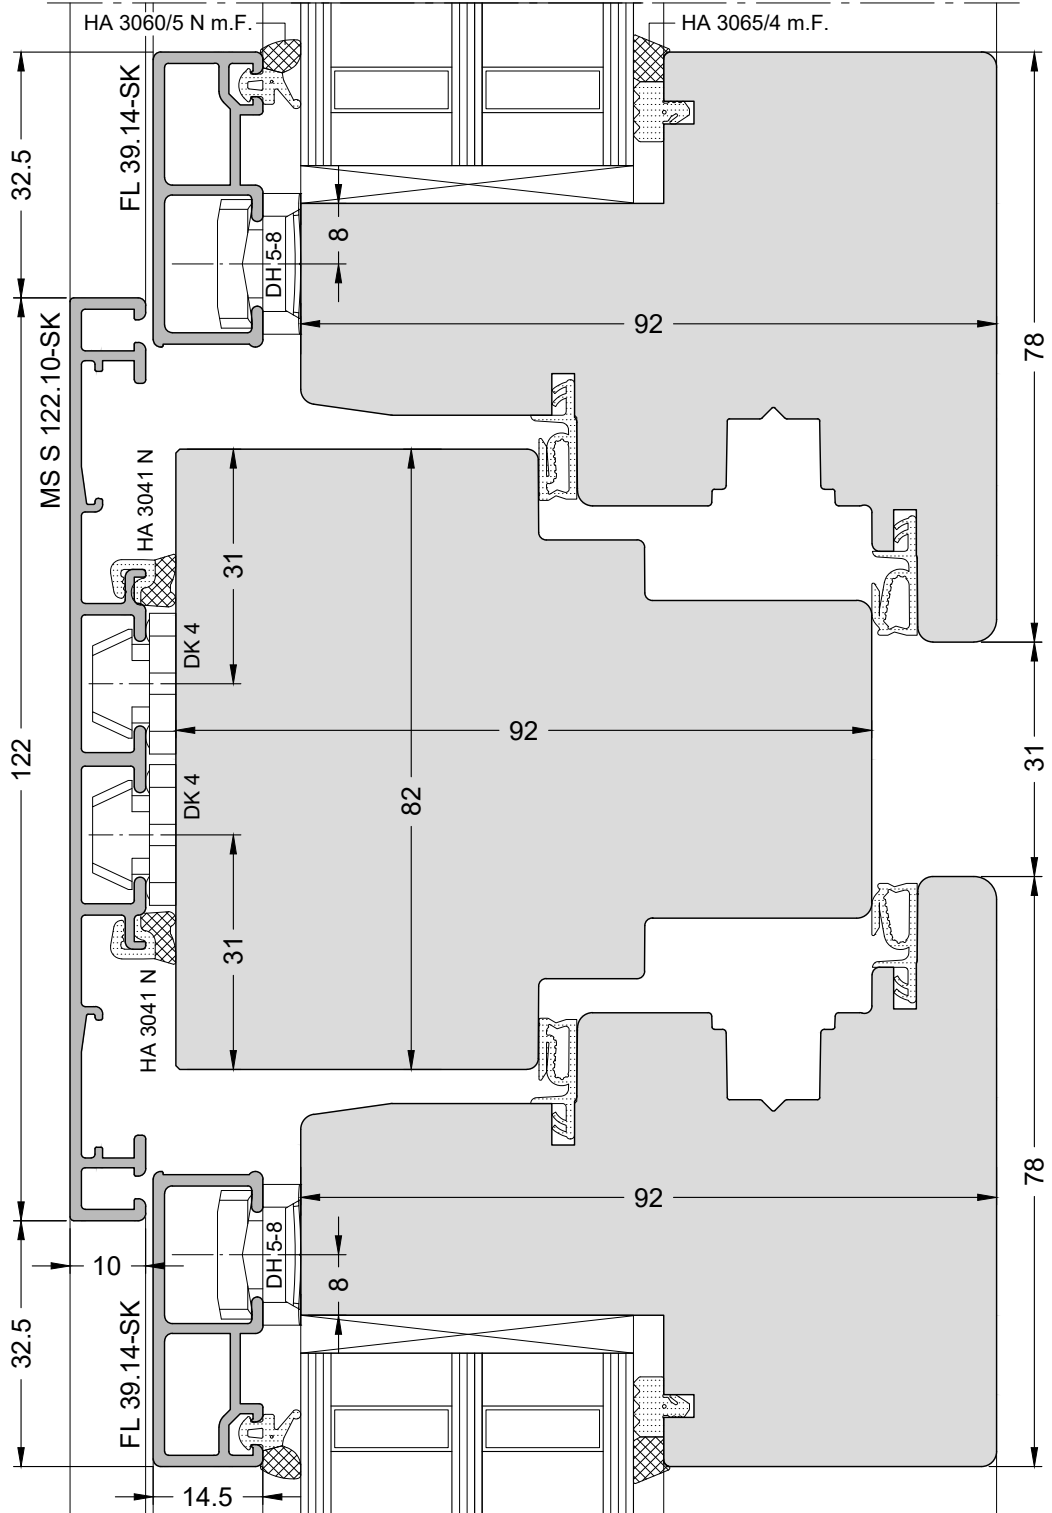 HA 3060/5 N m.F.
HA 3065/4 m.F.
FL 39.14-SK
32.5
8
DH 5-8
92
78
MS S 122.10-SK
HA 3041 N
31
DK 4
92
122
82
31
DK 4
31
HA 3041 N
78
92
10
DH 5-8
8
32.5
FL 39.14-SK
14.5